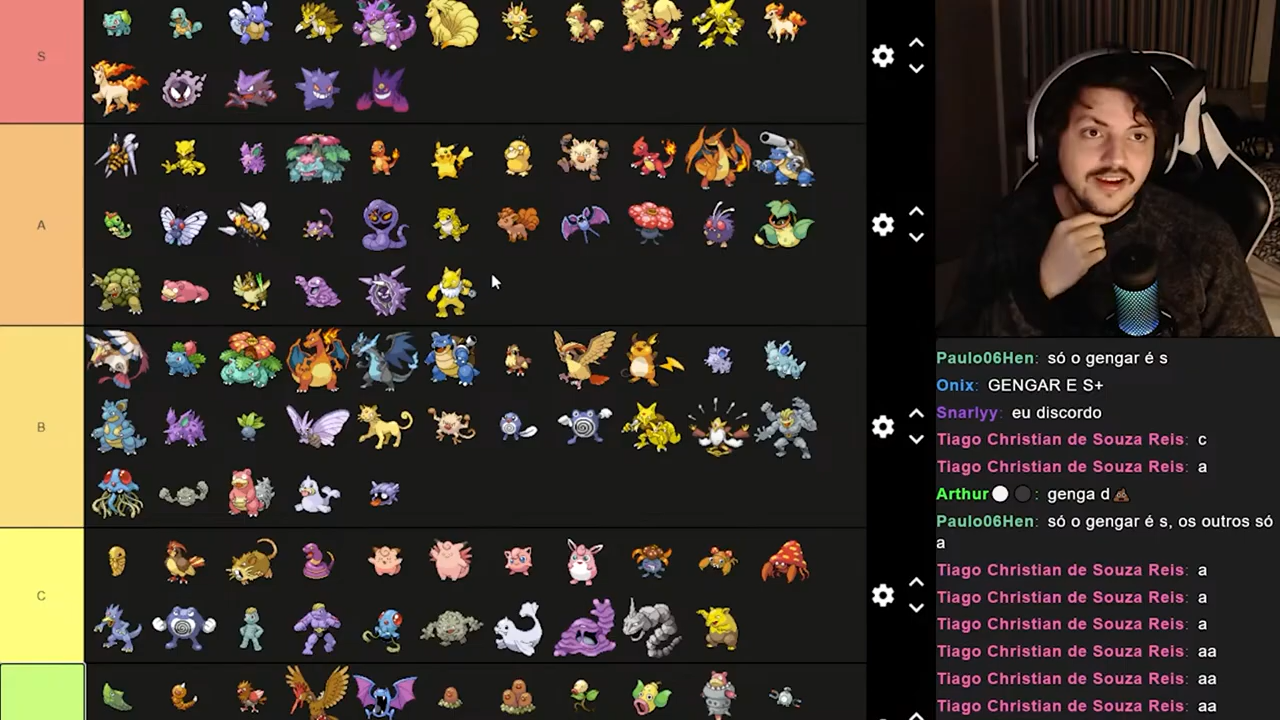 S
A
B
C
Paulo06Hen: só o gengar é s
Onix: GENGAR E S+
Snarlyy: eu discordo
Tiago Christian de Souza Reis: c
Tiago Christian de Souza Reis: a
Arthur⚪⚫: genga d💩
Paulo06Hen: só o gengar é s, os outros só
a
Tiago Christian de Souza Reis: a
Tiago Christian de Souza Reis: a
Tiago Christian de Souza Reis: a
Tiago Christian de Souza Reis: aa
Tiago Christian de Souza Reis: aa
Tiago Christian de Souza Reis: aa